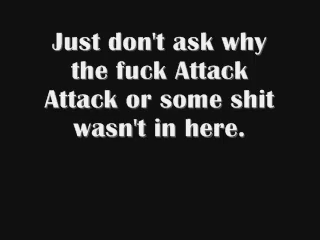 Just don't ask why
the fuck Attack
Attack or some shit
wasn't in here.